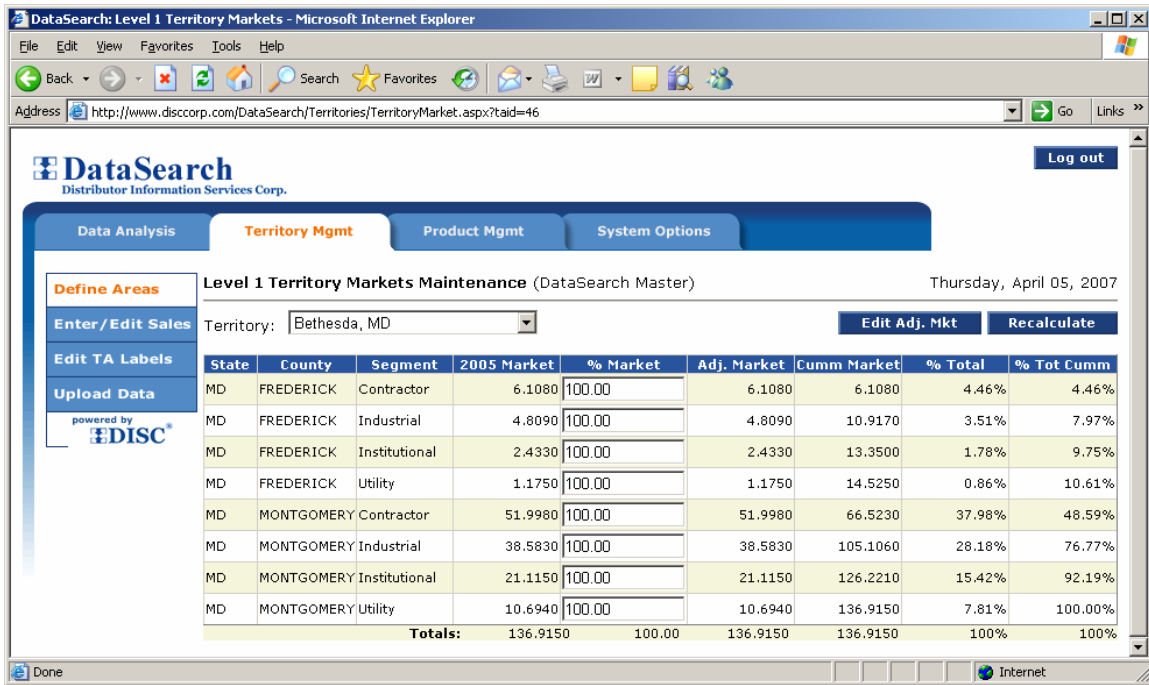 DataSearch: Level 1 Territory Markets - Microsoft Internet Explorer
File Edit View Favorites Tools Help
Back Search Favorites
Address http://www.disccorp.com/DataSearch/Territories/TerritoryMarket.aspx?taid=46 Go Links »
DataSearch
Distributor Information Services Corp.
Log out
Data Analysis Territory Mgmt Product Mgmt System Options
Define Areas
Enter/Edit Sales
Edit TA Labels
Upload Data
powered by
DISC®
Level 1 Territory Markets Maintenance (DataSearch Master) Thursday, April 05, 2007
Territory: Bethesda, MD Edit Adj. Mkt Recalculate
State County Segment 2005 Market % Market Adj. Market Cumm Market % Total % Tot Cumm
MD FREDERICK Contractor 6.1080 100.00 6.1080 6.1080 4.46% 4.46%
MD FREDERICK Industrial 4.8090 100.00 4.8090 10.9170 3.51% 7.97%
MD FREDERICK Institutional 2.4330 100.00 2.4330 13.3500 1.78% 9.75%
MD FREDERICK Utility 1.1750 100.00 1.1750 14.5250 0.86% 10.61%
MD MONTGOMERY Contractor 51.9980 100.00 51.9980 66.5230 37.98% 48.59%
MD MONTGOMERY Industrial 38.5830 100.00 38.5830 105.1060 28.18% 76.77%
MD MONTGOMERY Institutional 21.1150 100.00 21.1150 126.2210 15.42% 92.19%
MD MONTGOMERY Utility 10.6940 100.00 10.6940 136.9150 7.81% 100.00%
Totals: 136.9150 100.00 136.9150 136.9150 100% 100%
Done Internet